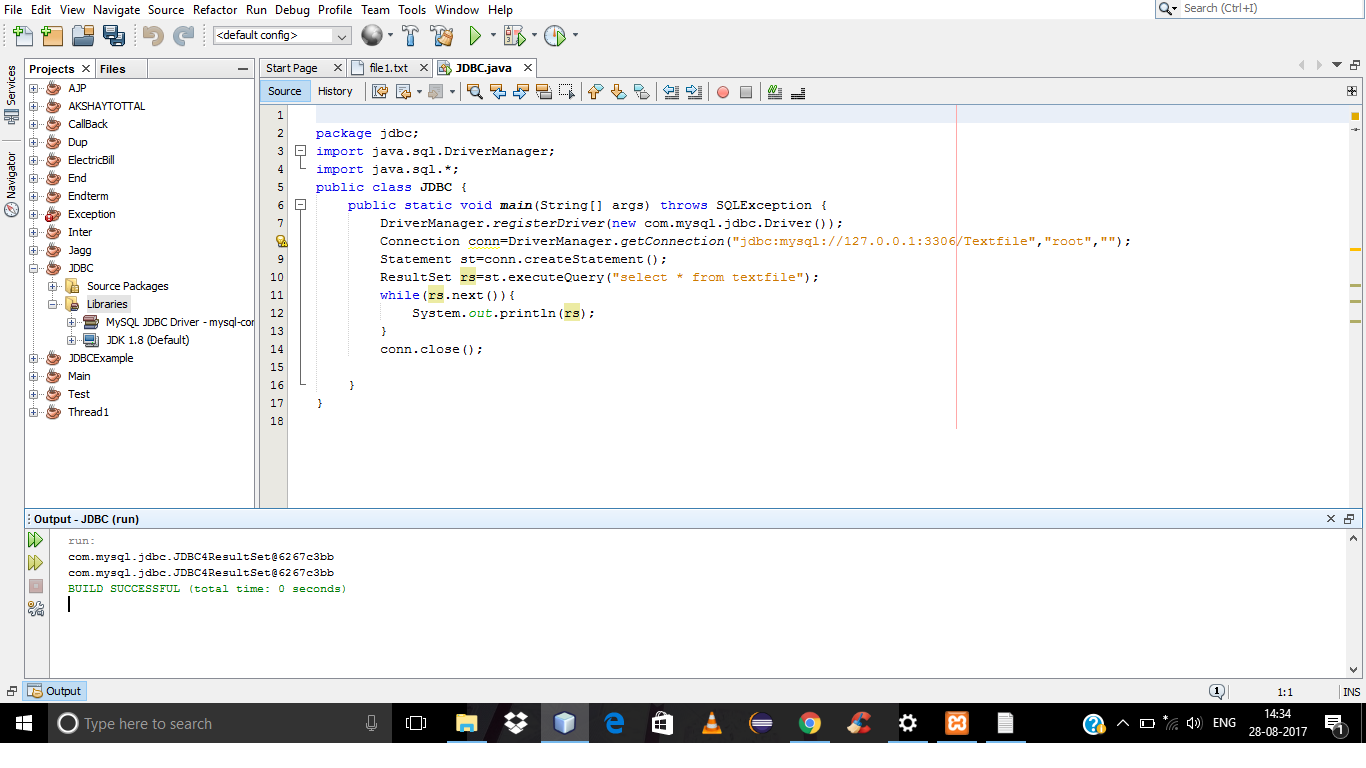 File Edit View Navigate Source Refactor Run Debug Profile Team Tools Window Help
Search (Ctrl+I)
<default config>
Services
Navigator
Projects
Files
AJP
AKSHAYTOTTAL
CallBack
Dup
ElectricBill
End
Endterm
Exception
Inter
Jagg
JDBC
Source Packages
Libraries
MySQL JDBC Driver - mysql-cor
JDK 1.8 (Default)
JDBCExample
Main
Test
Thread1
Start Page
file1.txt
JDBC.java
Source
History
1
2 package jdbc;
3 import java.sql.DriverManager;
4 import java.sql.*;
5 public class JDBC {
6 public static void main(String[] args) throws SQLException {
7 DriverManager.registerDriver(new com.mysql.jdbc.Driver());
Connection conn=DriverManager.getConnection("jdbc:mysql://127.0.0.1:3306/Textfile","root","");
9 Statement st=conn.createStatement();
10 ResultSet rs=st.executeQuery("select * from textfile");
11 while(rs.next()){
12 System.out.println(rs);
13 }
14 conn.close();
15
16 }
17 }
18
Output - JDBC (run)
run:
com.mysql.jdbc.JDBC4ResultSet@6267c3bb
com.mysql.jdbc.JDBC4ResultSet@6267c3bb
BUILD SUCCESSFUL (total time: 0 seconds)
Output
1
1:1
INS
Type here to search
ENG
14:34
28-08-2017
1